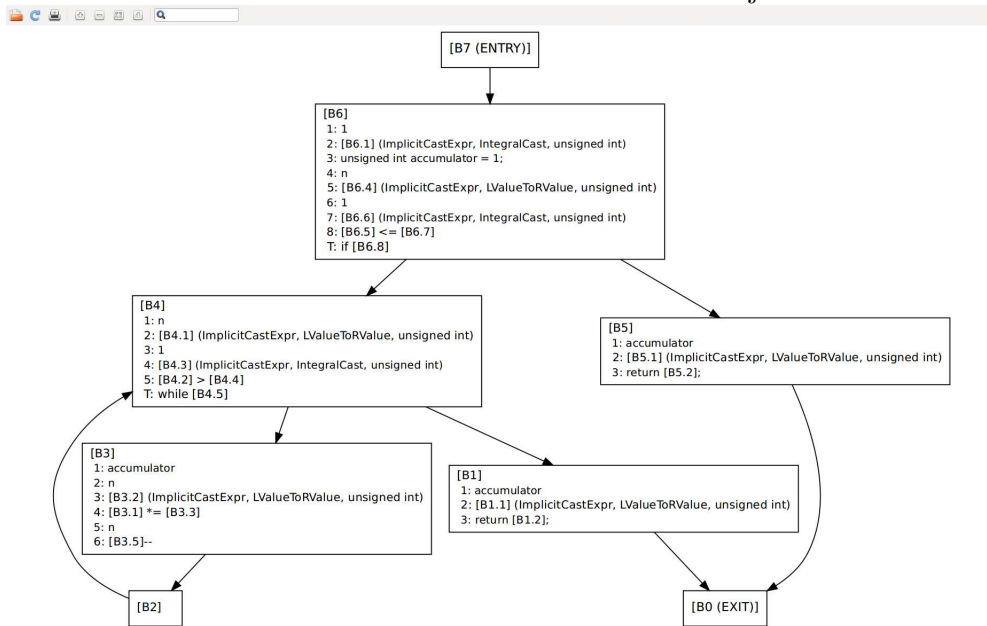 [B7 (ENTRY)]
[B6]
1: 1
2: [B6.1] (ImplicitCastExpr, IntegralCast, unsigned int)
3: unsigned int accumulator = 1;
4: n
5: [B6.4] (ImplicitCastExpr, LValueToRValue, unsigned int)
6: 1
7: [B6.6] (ImplicitCastExpr, IntegralCast, unsigned int)
8: [B6.5] <= [B6.7]
T: if [B6.8]
[B4]
1: n
2: [B4.1] (ImplicitCastExpr, LValueToRValue, unsigned int)
3: 1
4: [B4.3] (ImplicitCastExpr, IntegralCast, unsigned int)
5: [B4.2] > [B4.4]
T: while [B4.5]
[B5]
1: accumulator
2: [B5.1] (ImplicitCastExpr, LValueToRValue, unsigned int)
3: return [B5.2];
[B3]
1: accumulator
2: n
3: [B3.2] (ImplicitCastExpr, LValueToRValue, unsigned int)
4: [B3.1] *= [B3.3]
5: n
6: [B3.5]--
[B1]
1: accumulator
2: [B1.1] (ImplicitCastExpr, LValueToRValue, unsigned int)
3: return [B1.2];
[B2]
[B0 (EXIT)]